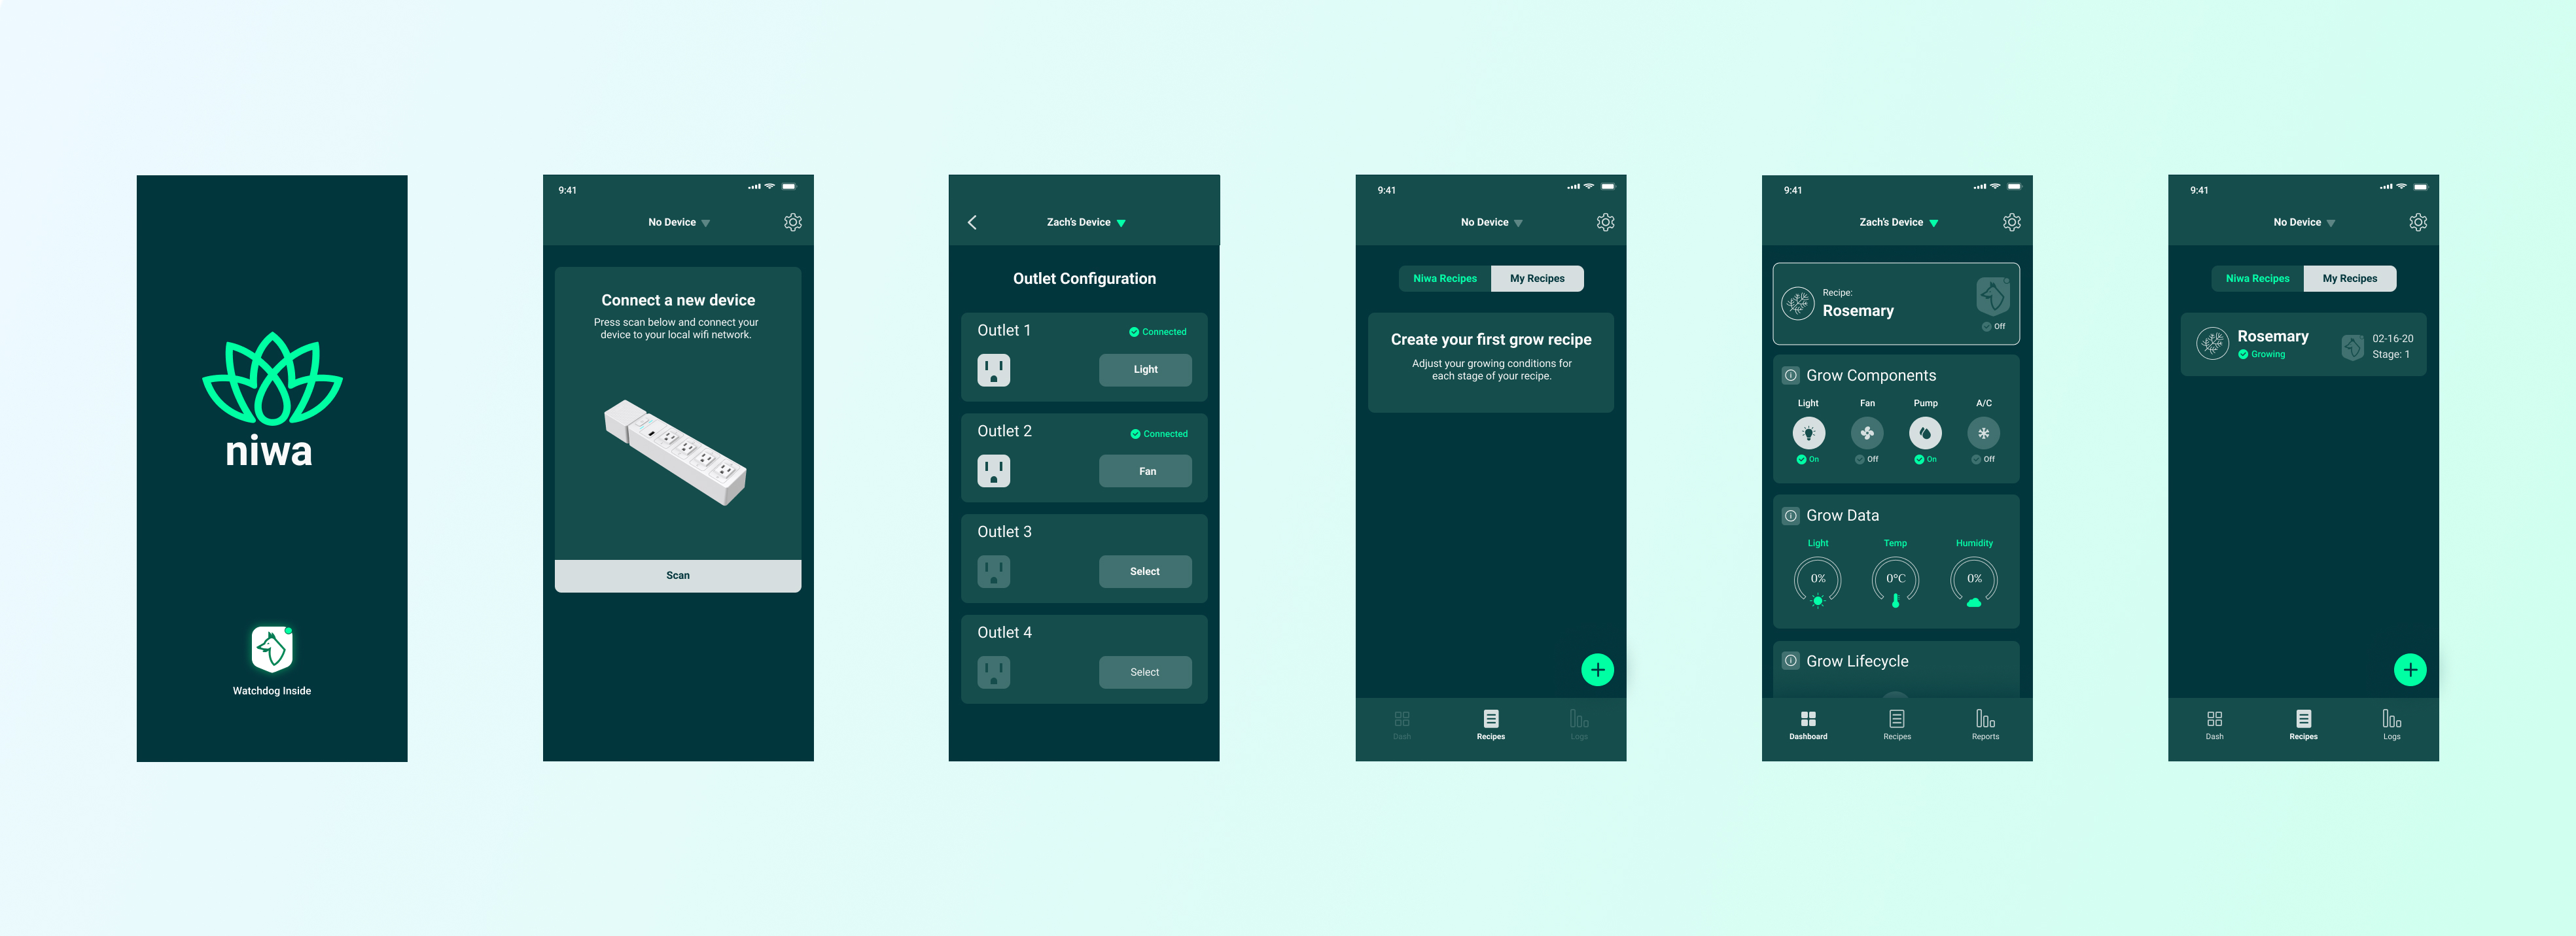 niwa
Watchdog Inside
9:41
No Device
Connect a new device
Press scan below and connect your
device to your local wifi network.
Scan
Zach's Device
Outlet Configuration
Outlet 1
Connected
Light
Outlet 2
Connected
Fan
Outlet 3
Select
Outlet 4
Select
9:41
No Device
Niwa Recipes My Recipes
Create your first grow recipe
Adjust your growing conditions for
each stage of your recipe.
Dash Recipes Logs
9:41
Zach's Device
Recipe:
Rosemary
Off
Grow Components
Light Fan Pump A/C
On Off On Off
Grow Data
Light Temp Humidity
0% 0°C 0%
Grow Lifecycle
Dashboard Recipes Reports
9:41
No Device
Niwa Recipes My Recipes
Rosemary 02-16-20
Growing Stage: 1
Dash Recipes Logs